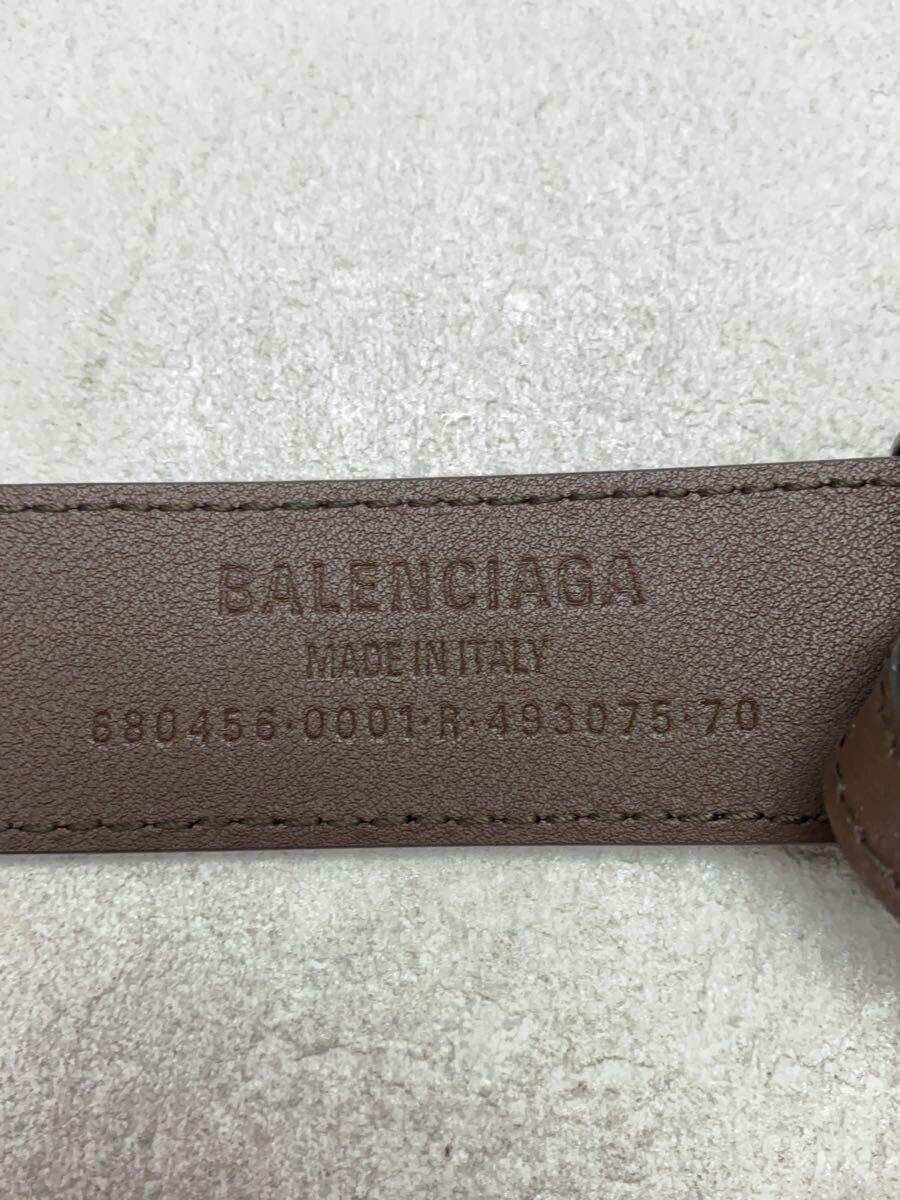 BALENCIAGA
MADE IN ITALY
680456·0001·R·493075·70